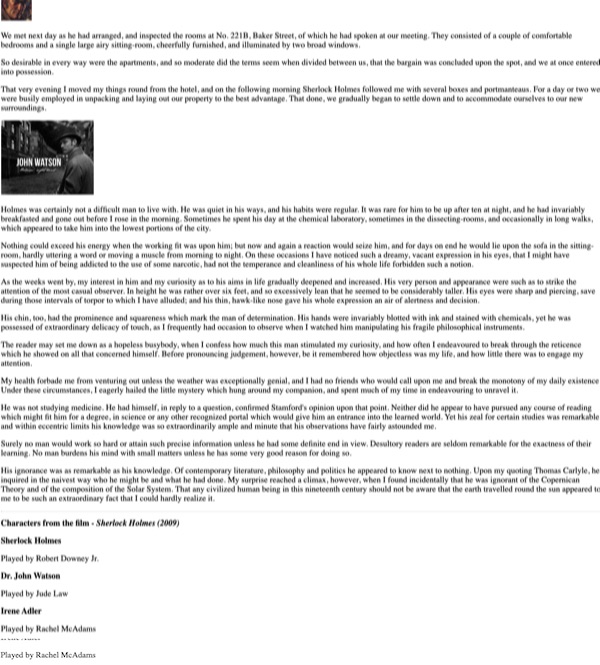 We met next day as he had arranged, and inspected the rooms at No. 221B, Baker Street, of which he had spoken at our meeting. They consisted of a couple of comfortable
bedrooms and a single large airy sitting-room, cheerfully furnished, and illuminated by two broad windows.
So desirable in every way were the apartments, and so moderate did the terms seem when divided between us, that the bargain was concluded upon the spot, and we at once entered
into possession.
That very evening I moved my things round from the hotel, and on the following morning Sherlock Holmes followed me with several boxes and portmanteaus. For a day or two we
were busily employed in unpacking and laying out our property to the best advantage. That done, we gradually began to settle down and to accommodate ourselves to our new
surroundings.
JOHN WATSON
Holmes was certainly not a difficult man to live with. He was quiet in his ways, and his habits were regular. It was rare for him to be up after ten at night, and he had invariably
breakfasted and gone out before I rose in the morning. Sometimes he spent his day at the chemical laboratory, sometimes in the dissecting-rooms, and occasionally in long walks,
which appeared to take him into the lowest portions of the city.
Nothing could exceed his energy when the working fit was upon him; but now and again a reaction would seize him, and for days on end he would lie upon the sofa in the sitting-
room, hardly uttering a word or moving a muscle from morning to night. On these occasions I have noticed such a dreamy, vacant expression in his eyes, that I might have
suspected him of being addicted to the use of some narcotic, had not the temperance and cleanliness of his whole life forbidden such a notion.
As the weeks went by, my interest in him and my curiosity as to his aims in life gradually deepened and increased. His very person and appearance were such as to strike the
attention of the most casual observer. In height he was rather over six feet, and so excessively lean that he seemed to be considerably taller. His eyes were sharp and piercing, save
during those intervals of torpor to which I have alluded; and his thin, hawk-like nose gave his whole expression an air of alertness and decision.
His chin, too, had the prominence and squareness which mark the man of determination. His hands were invariably blotted with ink and stained with chemicals, yet he was
possessed of extraordinary delicacy of touch, as I frequently had occasion to observe when I watched him manipulating his fragile philosophical instruments.
The reader may set me down as a hopeless busybody, when I confess how much this man stimulated my curiosity, and how often I endeavoured to break through the reticence
which he showed on all that concerned himself. Before pronouncing judgement, however, be it remembered how objectless was my life, and how little there was to engage my
attention.
My health forbade me from venturing out unless the weather was exceptionally genial, and I had no friends who would call upon me and break the monotony of my daily existence
Under these circumstances, I eagerly hailed the little mystery which hung around my companion, and spent much of my time in endeavouring to unravel it.
He was not studying medicine. He had himself, in reply to a question, confirmed Stamford's opinion upon that point. Neither did he appear to have pursued any course of reading
which might fit him for a degree, in science or any other recognized portal which would give him an entrance into the learned world. Yet his zeal for certain studies was remarkable
and within eccentric limits his knowledge was so extraordinarily ample and minute that his observations have fairly astounded me.
Surely no man would work so hard or attain such precise information unless he had some definite end in view. Desultory readers are seldom remarkable for the exactness of their
learning. No man burdens his mind with small matters unless he has some very good reason for doing so.
His ignorance was as remarkable as his knowledge. Of contemporary literature, philosophy and politics he appeared to know next to nothing. Upon my quoting Thomas Carlyle, he
inquired in the naivest way who he might be and what he had done. My surprise reached a climax, however, when I found incidentally that he was ignorant of the Copernican
Theory and of the composition of the Solar System. That any civilized human being in this nineteenth century should not be aware that the earth travelled round the sun appeared to
me to be such an extraordinary fact that I could hardly realize it.
Characters from the film - Sherlock Holmes (2009)
Sherlock Holmes
Played by Robert Downey Jr.
Dr. John Watson
Played by Jude Law
Irene Adler
Played by Rachel McAdams
Played by Rachel McAdams